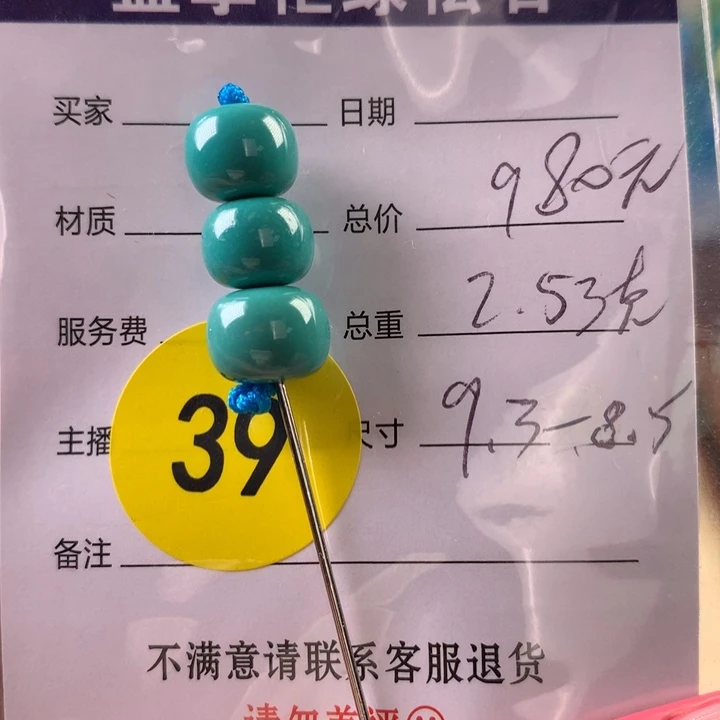 买家 日期
材质 总价 980元
服务费 总重 2.53克
主播 尺寸 9.3-8.5
39
备注
不满意请联系客服退货